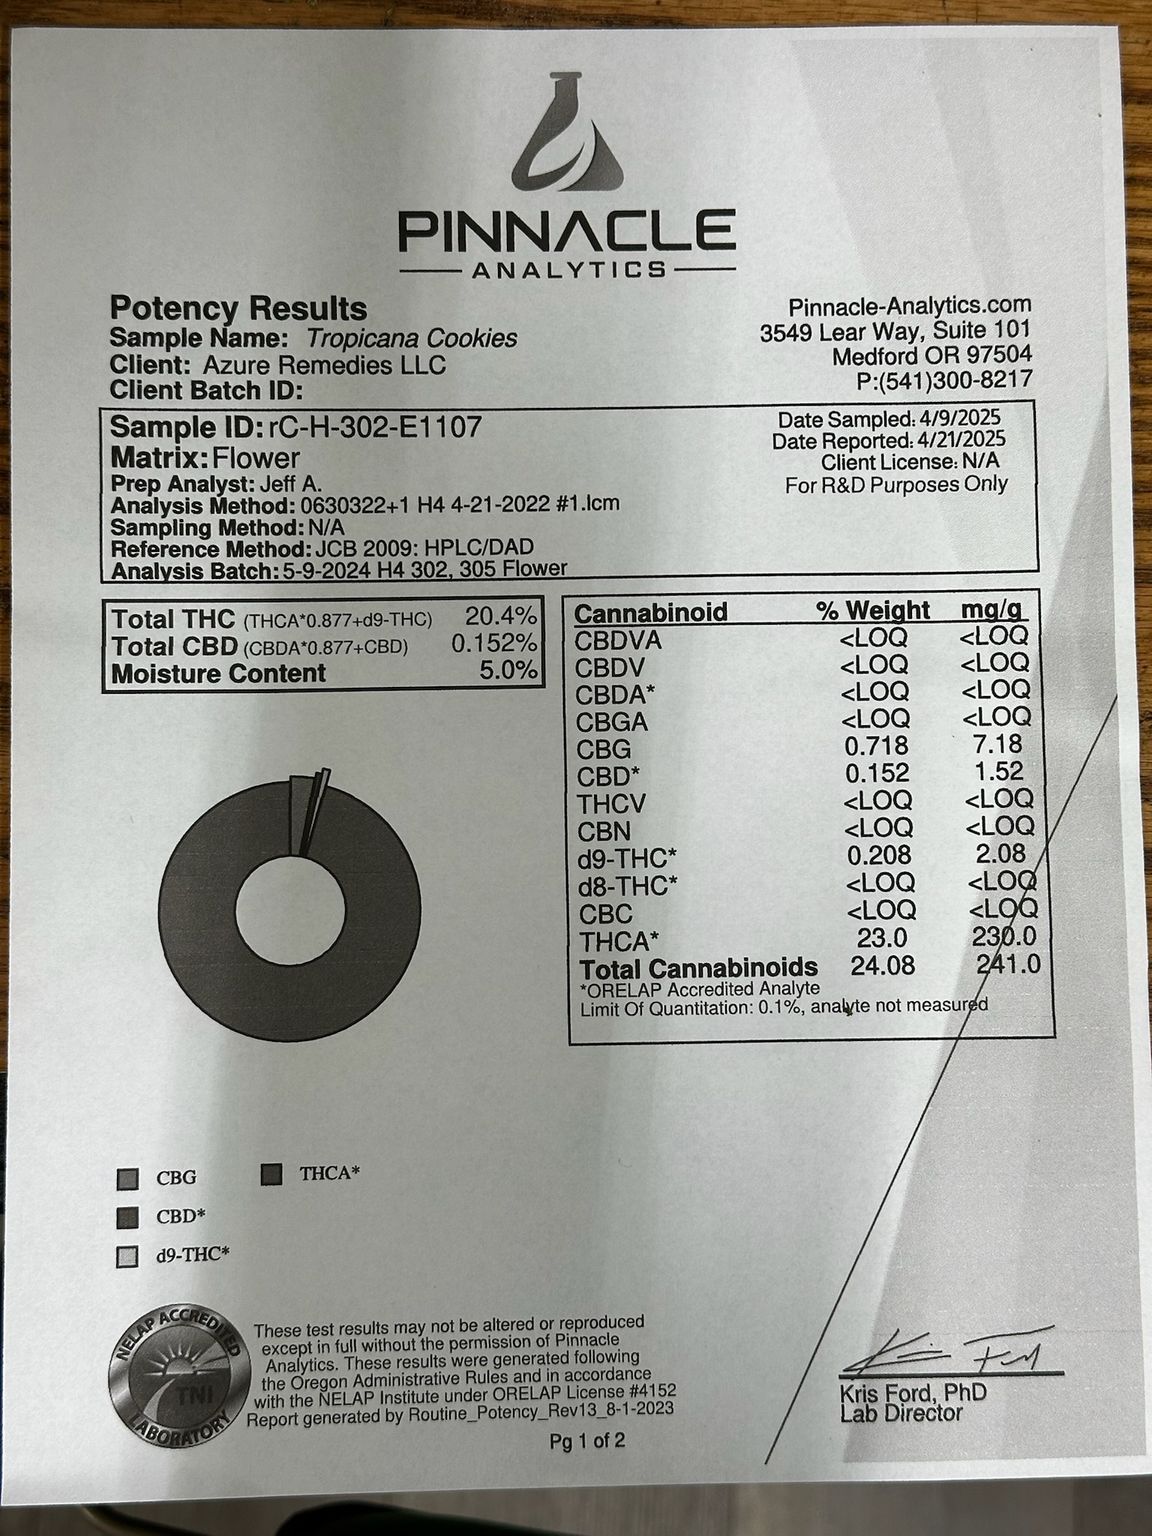 PINNACLE
ANALYTICS
Potency Results
Sample Name: Tropicana Cookies
Client: Azure Remedies LLC
Client Batch ID:
Pinnacle-Analytics.com
3549 Lear Way, Suite 101
Medford OR 97504
P:(541)300-8217
Sample ID: rC-H-302-E1107
Matrix: Flower
Prep Analyst: Jeff A.
Analysis Method: 0630322+1 H4 4-21-2022 #1.lcm
Sampling Method: N/A
Reference Method: JCB 2009: HPLC/DAD
Analysis Batch: 5-9-2024 H4 302, 305 Flower
Date Sampled: 4/9/2025
Date Reported: 4/21/2025
Client License: N/A
For R&D Purposes Only
Total THC (THCA*0.877+d9-THC) 20.4%
Total CBD (CBDA*0.877+CBD) 0.152%
Moisture Content 5.0%
Cannabinoid % Weight mg/g
CBDVA <LOQ <LOQ
CBDV <LOQ <LOQ
CBDA* <LOQ <LOQ
CBGA <LOQ <LOQ
CBG 0.718 7.18
CBD* 0.152 1.52
THCV <LOQ <LOQ
CBN <LOQ <LOQ
d9-THC* 0.208 2.08
d8-THC* <LOQ <LOQ
CBC <LOQ <LOQ
THCA* 23.0 230.0
Total Cannabinoids 24.08 241.0
*ORELAP Accredited Analyte
Limit Of Quantitation: 0.1%, analyte not measured
CBG THCA*
CBD*
d9-THC*
NELAP ACCREDITED
TNI
LABORATORY
These test results may not be altered or reproduced
except in full without the permission of Pinnacle
Analytics. These results were generated following
the Oregon Administrative Rules and in accordance
with the NELAP Institute under ORELAP License #4152
Report generated by Routine_Potency_Rev13_8-1-2023
Kris Ford, PhD
Lab Director
Pg 1 of 2